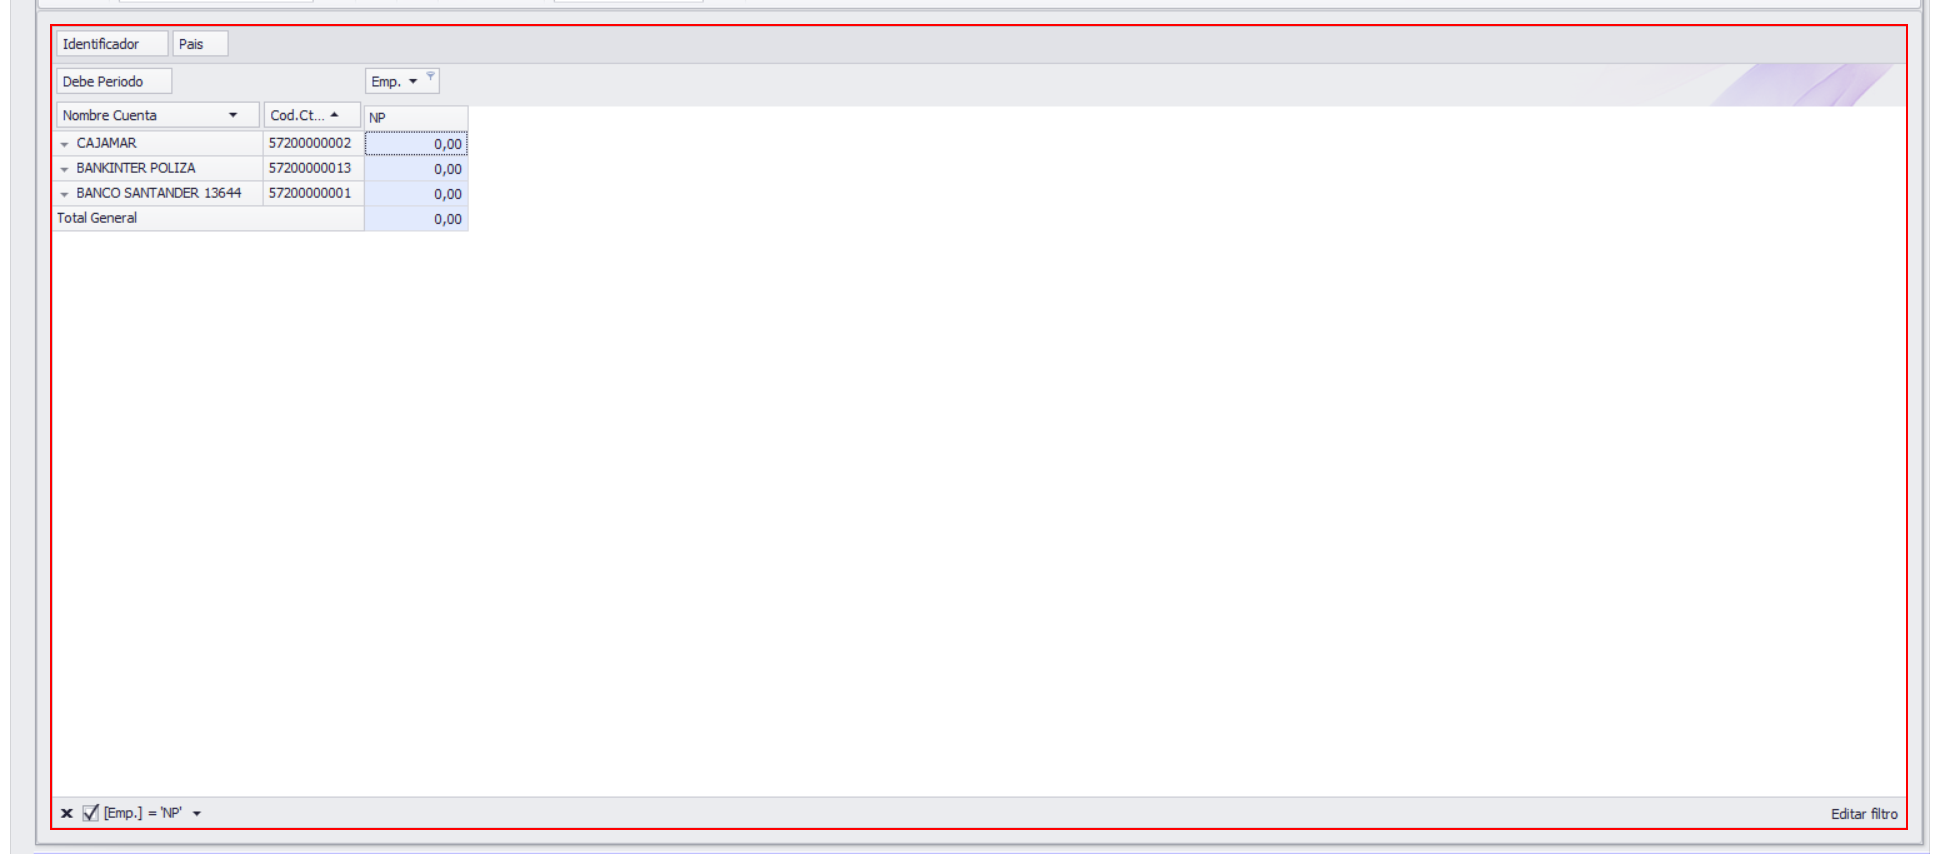 Identificador Pais
Debe Periodo Emp.
Nombre Cuenta Cod.Ct... NP
CAJAMAR 57200000002 0,00
BANKINTER POLIZA 57200000013 0,00
BANCO SANTANDER 13644 57200000001 0,00
Total General 0,00
[Emp.] = 'NP' Editar filtro